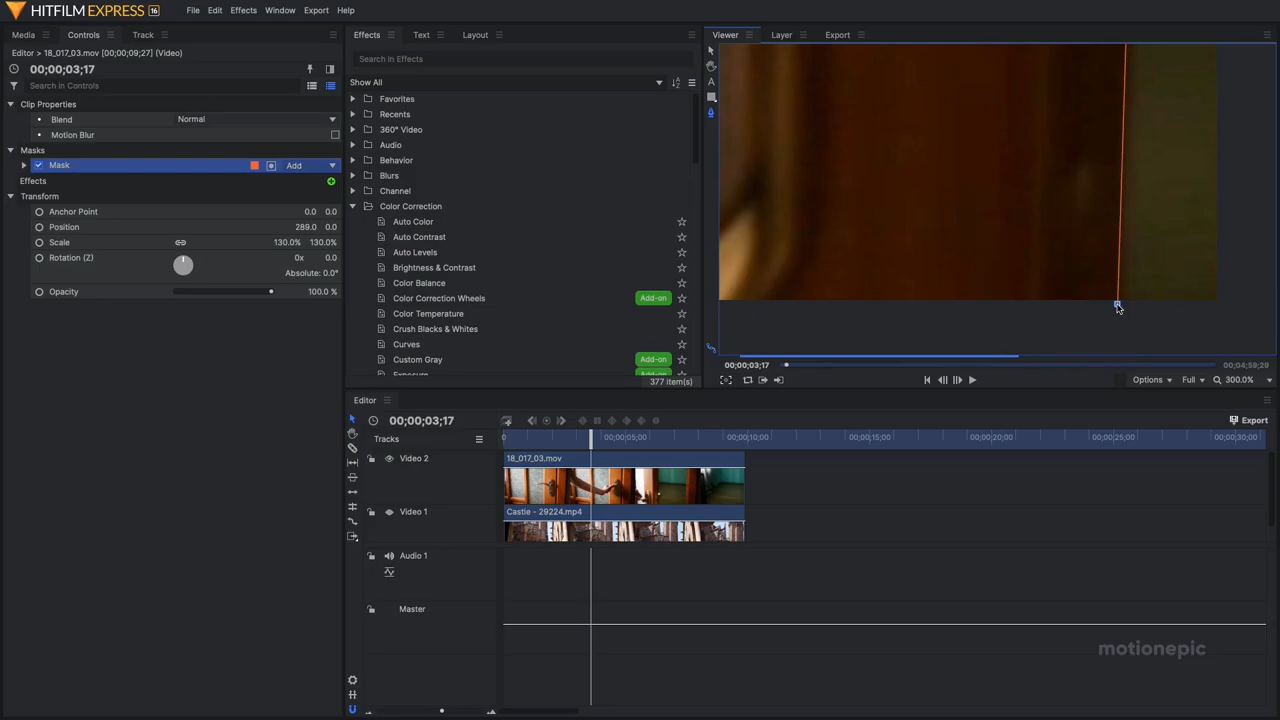 HITFILM EXPRESS 16
File Edit Effects Window Export Help
Media Controls Track
Editor > 18_017_03.mov [00;00;09;27] (Video)
00;00;03;17
Search in Controls
Clip Properties
Blend Normal
Motion Blur
Masks
Mask Add
Effects
Transform
Anchor Point 0.0 0.0
Position 289.0 0.0
Scale 130.0% 130.0%
Rotation (Z) 0x 0.0
Absolute: 0.0°
Opacity 100.0 %
Effects Text Layout
Search in Effects
Show All
Favorites
Recents
360° Video
Audio
Behavior
Blurs
Channel
Color Correction
Auto Color
Auto Contrast
Auto Levels
Brightness & Contrast
Color Balance
Color Correction Wheels Add-on
Color Temperature
Crush Blacks & Whites
Curves
Custom Gray Add-on
Exposure Add-on
377 item(s)
Viewer Layer Export
A
00;00;03;17 00;04;59;29
Options Full 300.0%
Editor
00;00;03;17 Export
Tracks 0 00;00;05;00 00;00;10;00 00;00;15;00 00;00;20;00 00;00;25;00 00;00;30;00
Video 2 18_017_03.mov
Video 1 Castle - 29224.mp4
Audio 1
Master
motionepic